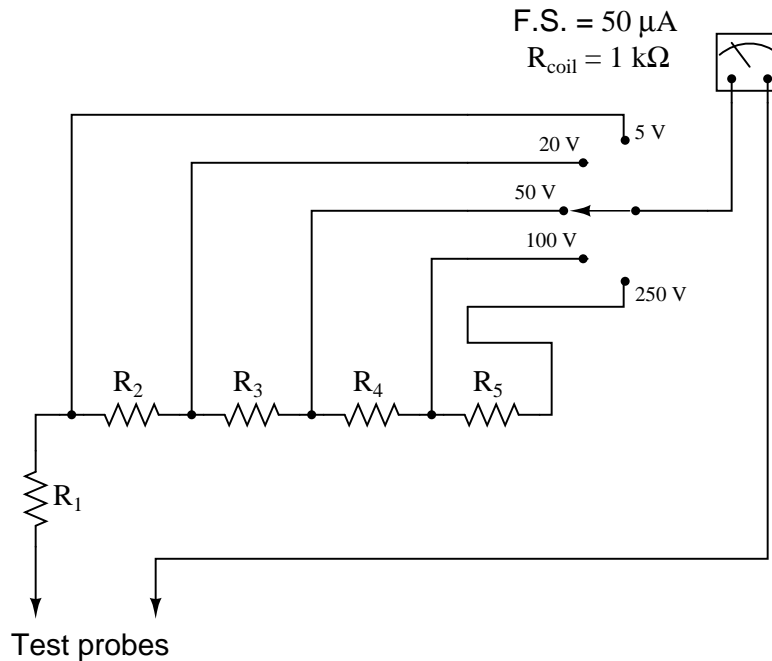 F.S. = 50 μA
R_coil = 1 kΩ
5 V
20 V
50 V
100 V
250 V
R₂ R₃ R₄ R₅
R₁
Test probes